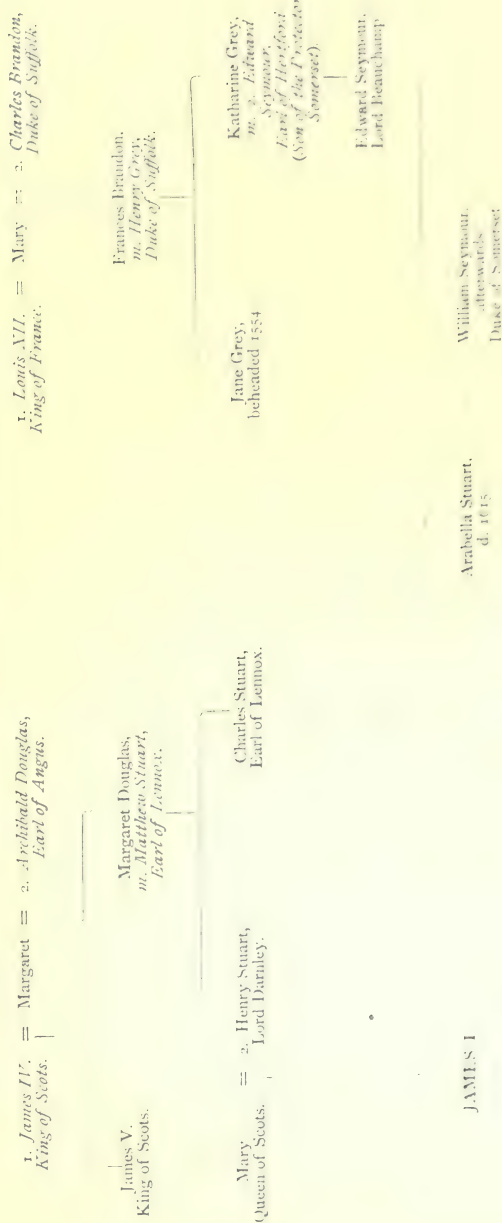 1. James IV. = Margaret = 2. Archibald Douglas,
King of Scots. Earl of Angus.
1. Louis XII. = Mary = 2. Charles Brandon,
King of France. Duke of Suffolk.
James V.
King of Scots.
Margaret Douglas,
m. Matthew Stuart,
Earl of Lennox.
Frances Brandon.
m. Henry Grey,
Duke of Suffolk.
Mary = 2. Henry Stuart,
Queen of Scots. Lord Darnley.
Charles Stuart,
Earl of Lennox.
Jane Grey,
beheaded 1554
Katharine Grey,
m. 2. Edward
Seymour,
Earl of Hertford
(Son of the Protector
Somerset).
Edward Seymour,
Lord Beauchamp
JAMES I
Arabella Stuart,
d. 1615
William Seymour,
afterwards
Duke of Somerset